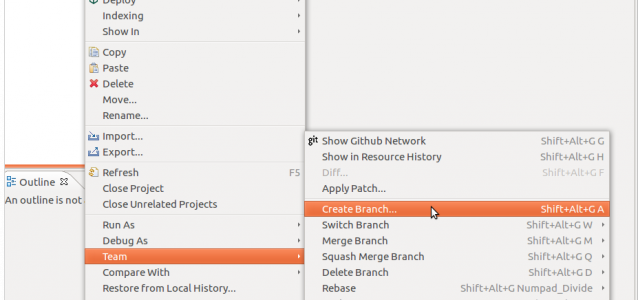 Deploy
Indexing
Show In
Copy
Paste
Delete
Move...
Rename...
Import...
Export...
Refresh F5
Close Project
Close Unrelated Projects
Run As
Debug As
Team
Compare With
Restore from Local History...
Outline
An outline is not
git Show Github Network Shift+Alt+G G
Show in Resource History Shift+Alt+G H
Diff... Shift+Alt+G F
Apply Patch...
Create Branch... Shift+Alt+G A
Switch Branch Shift+Alt+G W
Merge Branch Shift+Alt+G M
Squash Merge Branch Shift+Alt+G Q
Delete Branch Shift+Alt+G D
Rebase Shift+Alt+G Numpad_Divide